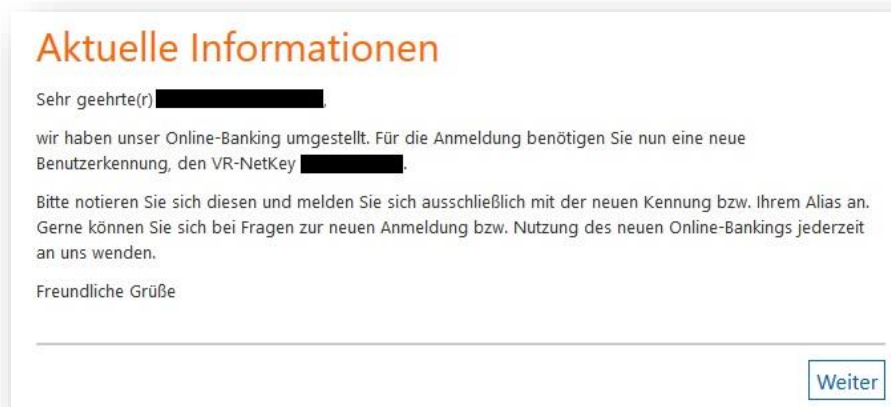 Aktuelle Informationen
Sehr geehrte(r) ,
wir haben unser Online-Banking umgestellt. Für die Anmeldung benötigen Sie nun eine neue
Benutzerkennung, den VR-NetKey .
Bitte notieren Sie sich diesen und melden Sie sich ausschließlich mit der neuen Kennung bzw. Ihrem Alias an.
Gerne können Sie sich bei Fragen zur neuen Anmeldung bzw. Nutzung des neuen Online-Bankings jederzeit
an uns wenden.
Freundliche Grüße
Weiter